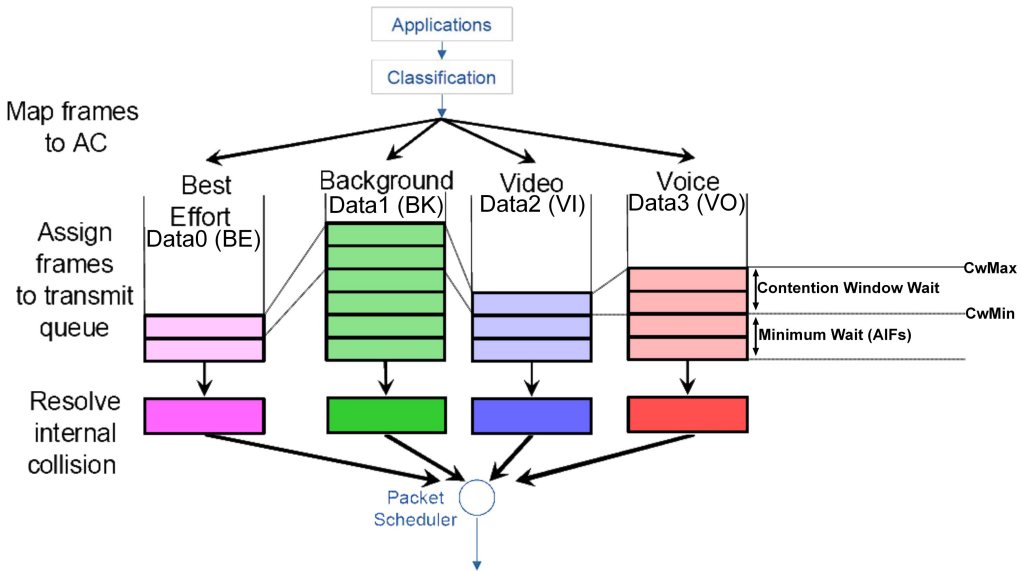 Applications
Classification
Map frames
to AC
Best
Effort
Data0 (BE)
Background
Data1 (BK)
Video
Data2 (VI)
Voice
Data3 (VO)
Assign
frames
to transmit
queue
CwMax
Contention Window Wait
CwMin
Minimum Wait (AIFs)
Resolve
internal
collision
Packet
Scheduler